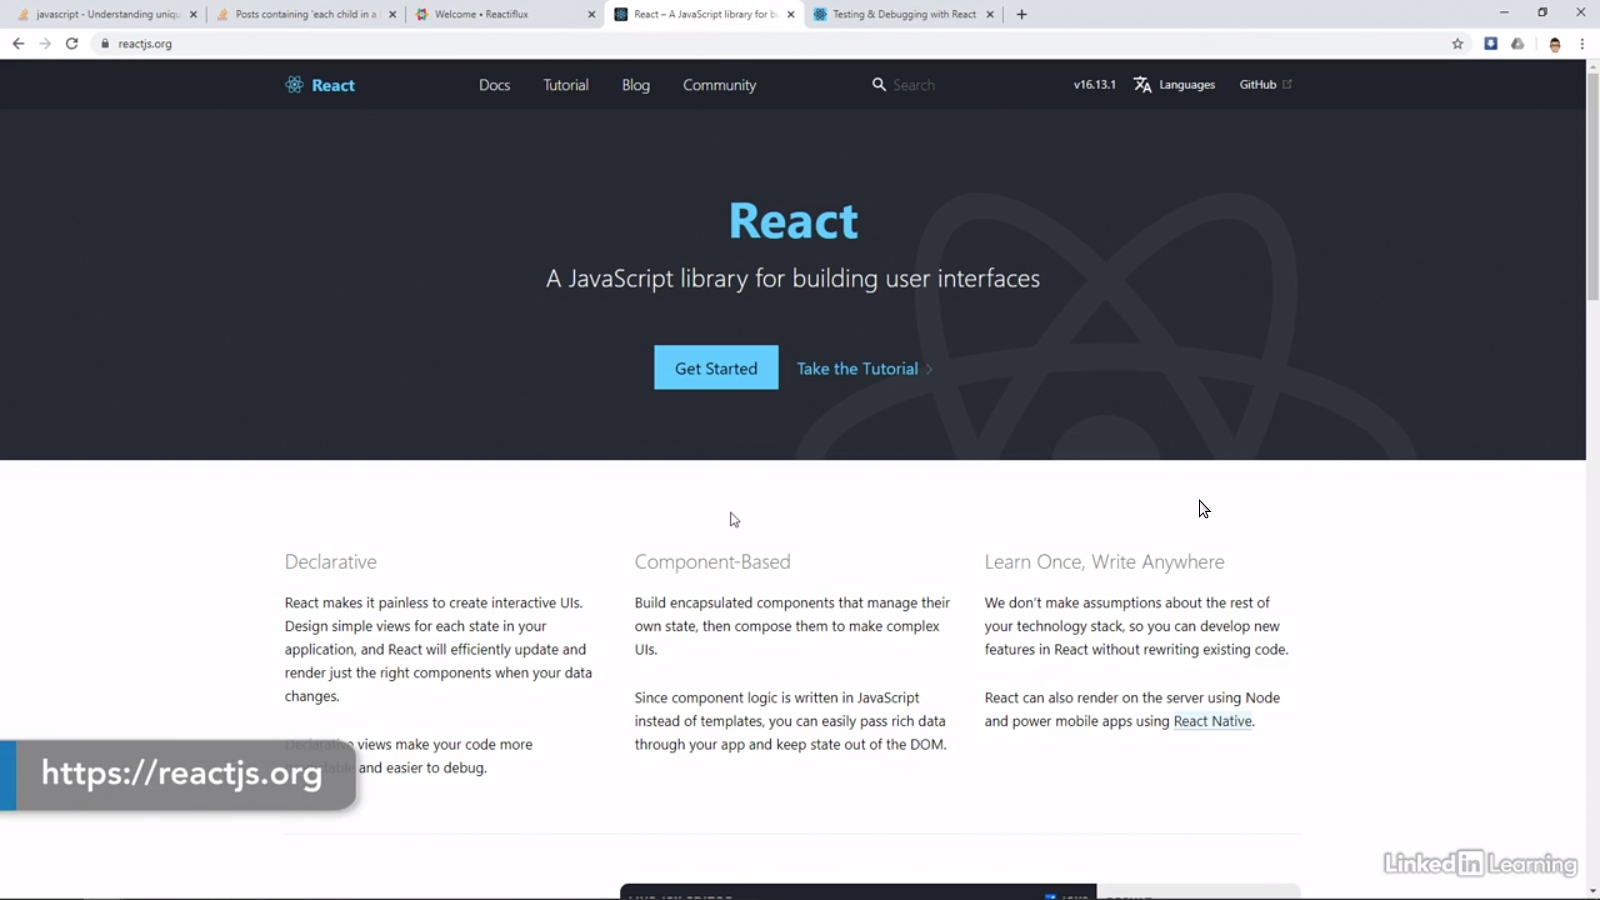 javascript - Understanding uniqu
Posts containing 'each child in a l
Welcome • Reactiflux
React – A JavaScript library for bu
Testing & Debugging with React
reactjs.org
React
Docs
Tutorial
Blog
Community
Search
v16.13.1
Languages
GitHub
React
A JavaScript library for building user interfaces
Get Started
Take the Tutorial
Declarative
React makes it painless to create interactive UIs.
Design simple views for each state in your
application, and React will efficiently update and
render just the right components when your data
changes.
Declarative views make your code more
and easier to debug.
Component-Based
Build encapsulated components that manage their
own state, then compose them to make complex
UIs.
Since component logic is written in JavaScript
instead of templates, you can easily pass rich data
through your app and keep state out of the DOM.
Learn Once, Write Anywhere
We don't make assumptions about the rest of
your technology stack, so you can develop new
features in React without rewriting existing code.
React can also render on the server using Node
and power mobile apps using React Native.
https://reactjs.org
LinkedIn Learning